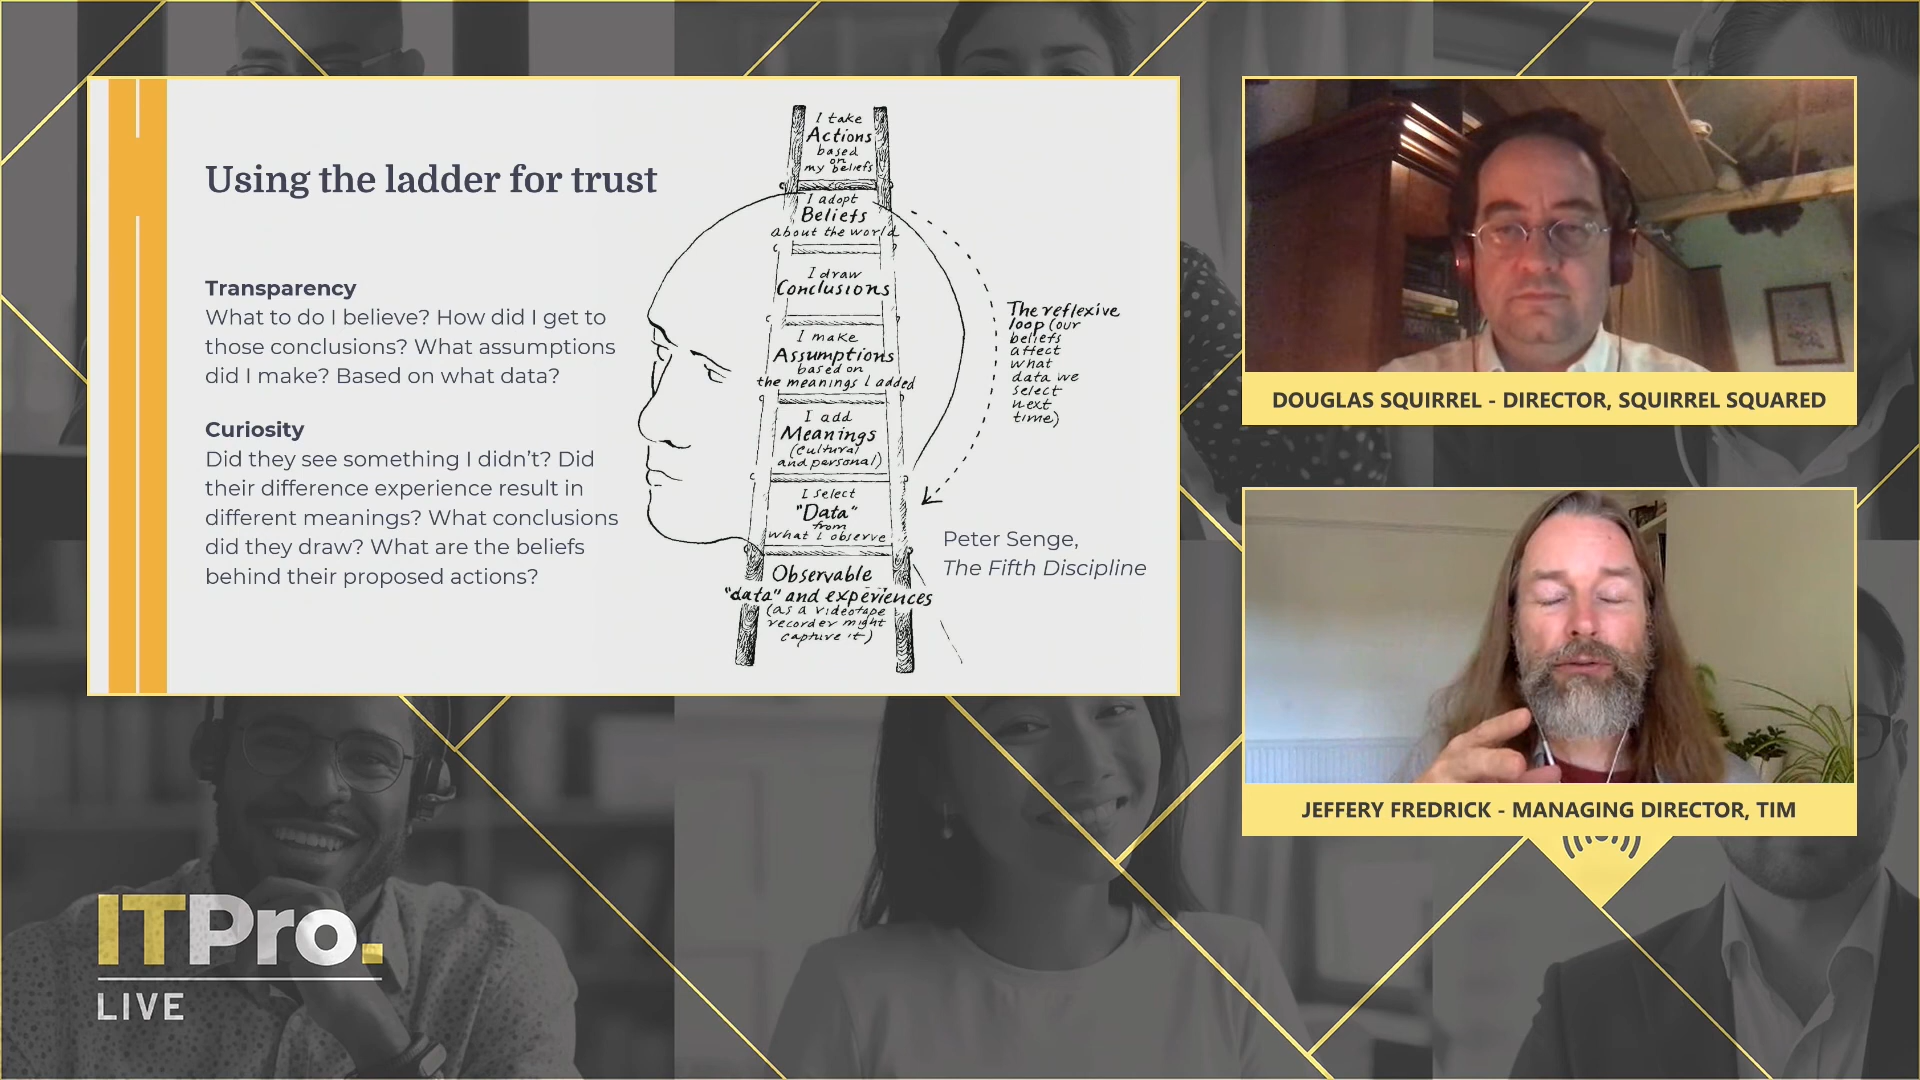 Using the ladder for trust
Transparency
What to do I believe? How did I get to
those conclusions? What assumptions
did I make? Based on what data?
Curiosity
Did they see something I didn’t? Did
their difference experience result in
different meanings? What conclusions
did they draw? What are the beliefs
behind their proposed actions?
I take
Actions
based
on
my beliefs
I adopt
Beliefs
about the world
I draw
Conclusions
I make
Assumptions
based on
the meanings I added
I add
Meanings
(cultural
and personal)
I select
"Data"
from
what I observe
Observable
"data" and experiences
(as a videotape
recorder might
capture it)
The reflexive
loop (our
beliefs
affect
what
data we
select
next
time)
Peter Senge,
The Fifth Discipline
DOUGLAS SQUIRREL - DIRECTOR, SQUIRREL SQUARED
JEFFERY FREDRICK - MANAGING DIRECTOR, TIM
ITPro.
LIVE